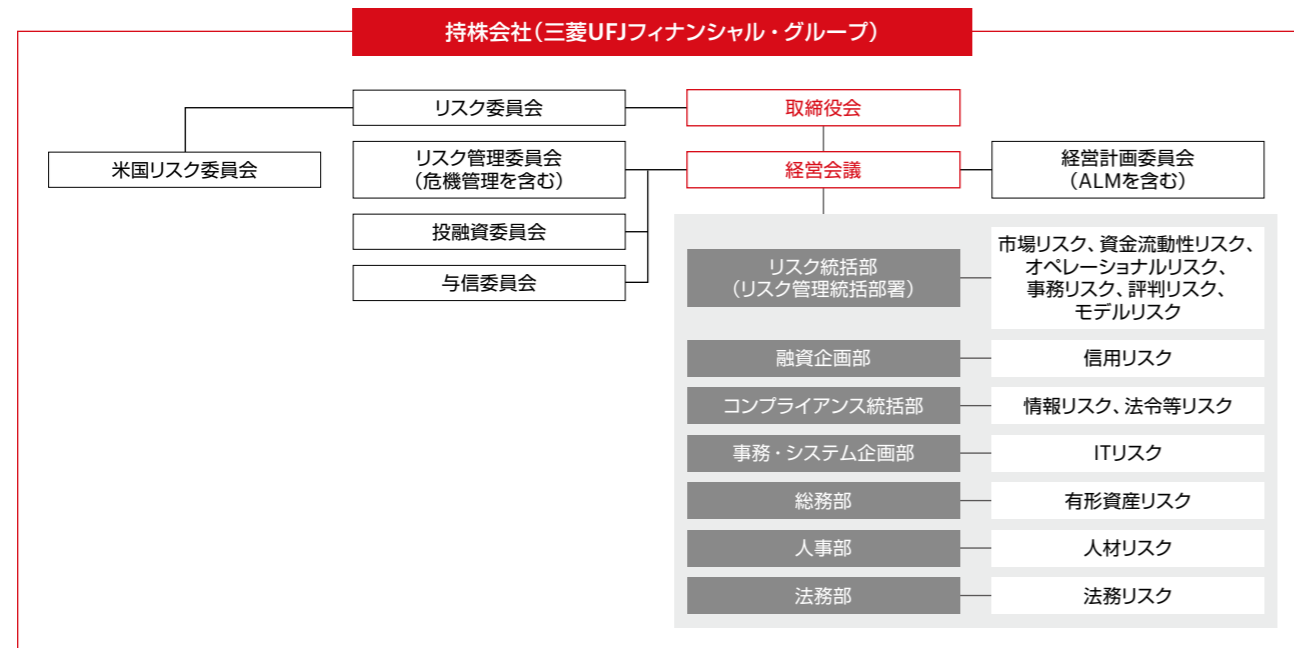 持株会社（三菱UFJフィナンシャル・グループ）
リスク委員会
取締役会
米国リスク委員会
リスク管理委員会
（危機管理を含む）
経営会議
経営計画委員会
（ALMを含む）
投融資委員会
与信委員会
リスク統括部
（リスク管理統括部署）
市場リスク、資金流動性リスク、
オペレーショナルリスク、
事務リスク、評判リスク、
モデルリスク
融資企画部
信用リスク
コンプライアンス統括部
情報リスク、法令等リスク
事務・システム企画部
ITリスク
総務部
有形資産リスク
人事部
人材リスク
法務部
法務リスク